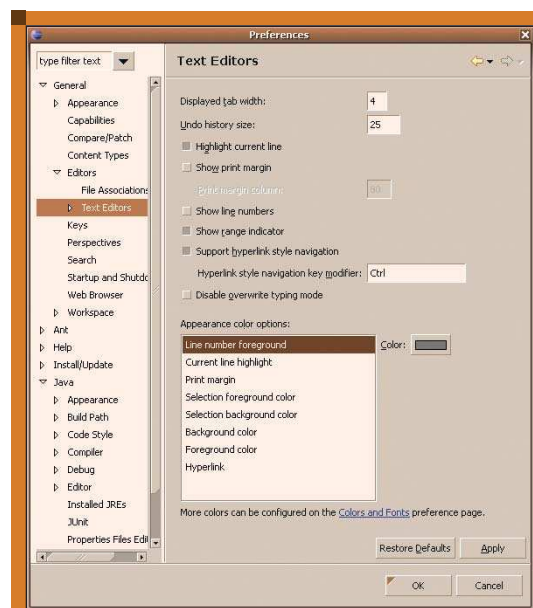 Preferences
type filter text
General
Appearance
Capabilities
Compare/Patch
Content Types
Editors
File Associations
Text Editors
Keys
Perspectives
Search
Startup and Shutdo
Web Browser
Workspace
Ant
Help
Install/Update
Java
Appearance
Build Path
Code Style
Compiler
Debug
Editor
Installed JREs
JUnit
Properties Files Edi
Text Editors
Displayed tab width: 4
Undo history size: 25
Highlight current line
Show print margin
Print margin column: 80
Show line numbers
Show range indicator
Support hyperlink style navigation
Hyperlink style navigation key modifier: Ctrl
Disable overwrite typing mode
Appearance color options:
Line number foreground
Color:
Current line highlight
Print margin
Selection foreground color
Selection background color
Background color
Foreground color
Hyperlink
More colors can be configured on the Colors and Fonts preference page.
Restore Defaults
Apply
OK
Cancel